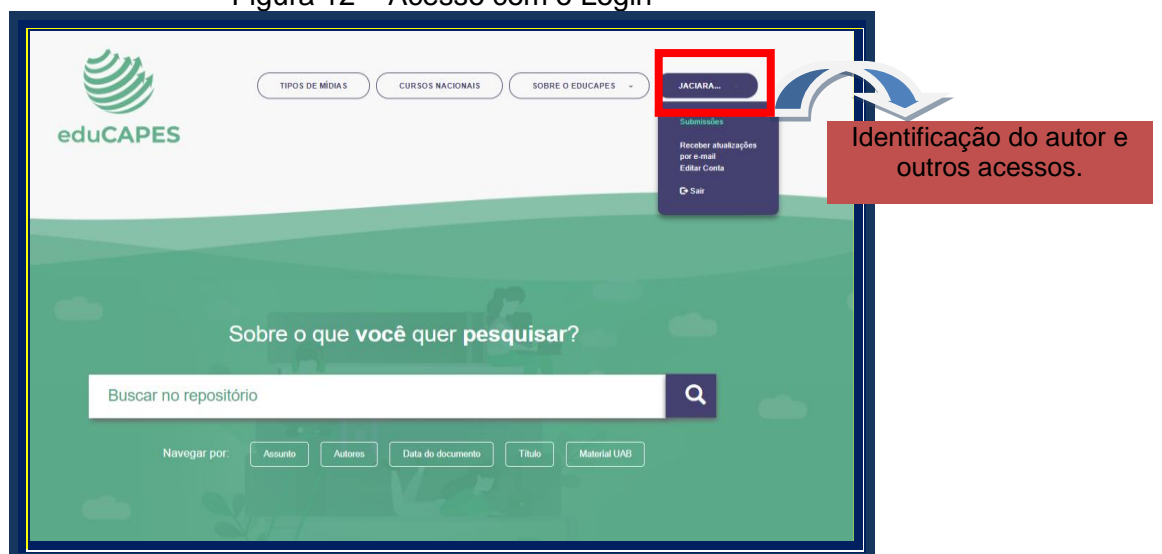 Figura 12 – Acesso com o Login
eduCAPES
TIPOS DE MÍDIAS
CURSOS NACIONAIS
SOBRE O EDUCAPES
JACIARA...
Submissões
Receber atualizações
por e-mail
Editar Conta
Sair
Identificação do autor e
outros acessos.
Sobre o que você quer pesquisar?
Buscar no repositório
Navegar por: Assunto Autores Data do documento Título Material UAB